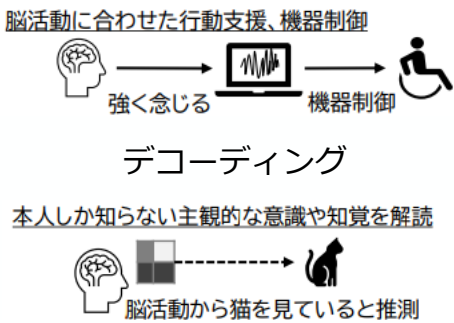 脳活動に合わせた行動支援、機器制御
強く念じる
機器制御
デコーディング
本人しか知らない主観的な意識や知覚を解読
脳活動から猫を見ていると推測